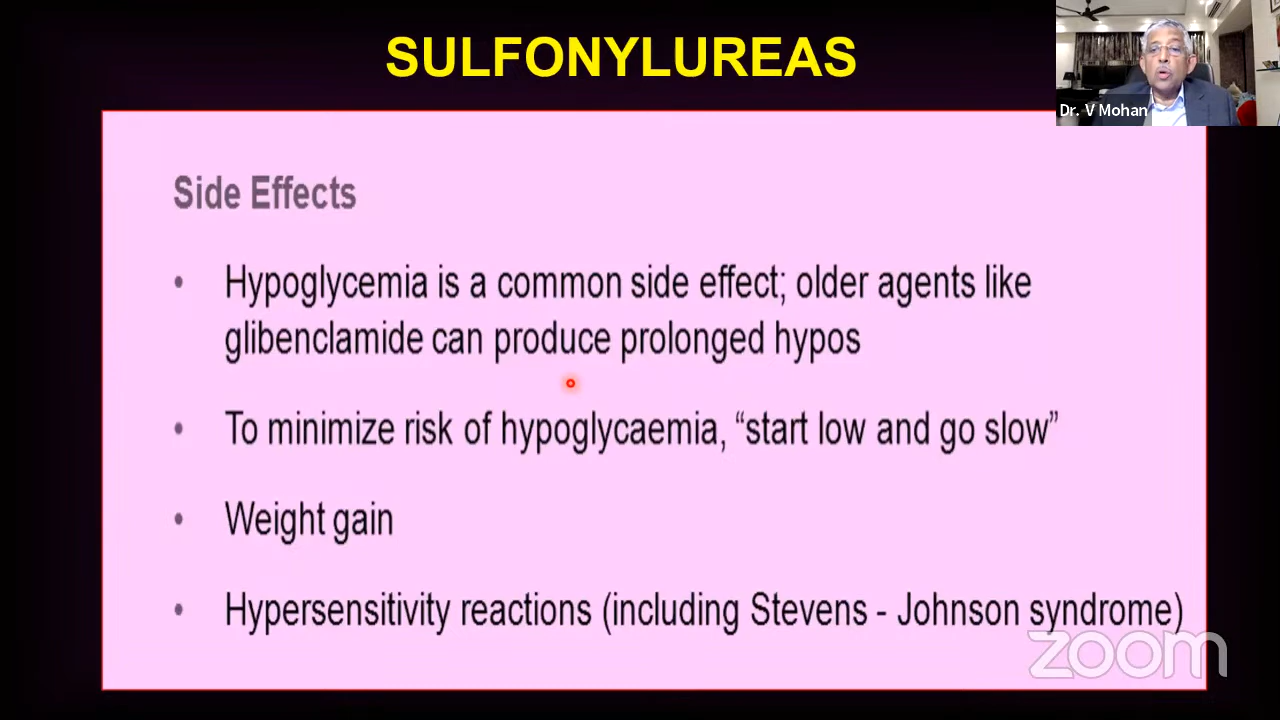 SULFONYLUREAS
Dr. V Mohan
Side Effects
• Hypoglycemia is a common side effect; older agents like
glibenclamide can produce prolonged hypos
• To minimize risk of hypoglycaemia, “start low and go slow”
• Weight gain
• Hypersensitivity reactions (including Stevens - Johnson syndrome)
zoom